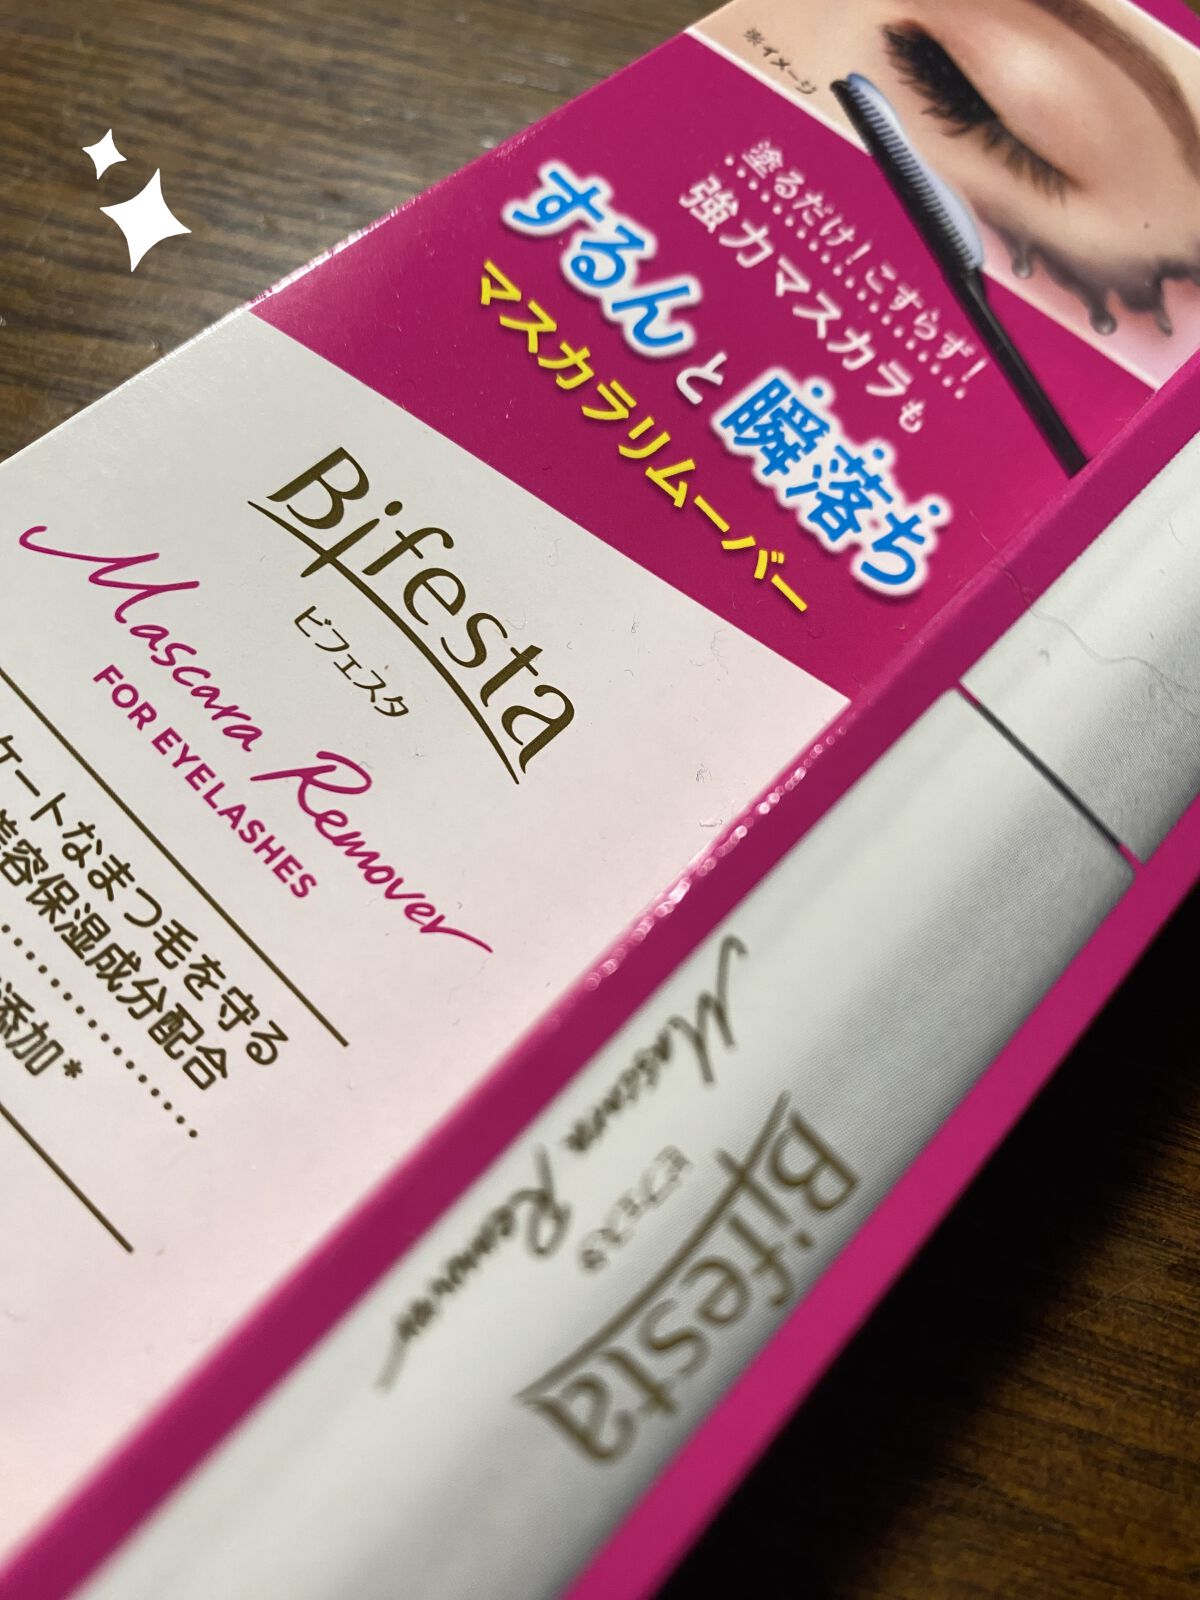 ※イメージ
塗るだけ!こすらず!
強力マスカラも
するんと瞬落ち
マスカラリムーバー
Bifesta
ビフェスタ
Mascara Remover
FOR EYELASHES
ケートなまつ毛を守る
美容保湿成分配合
添加*
Bifesta
ビフェスタ
Mascara Remover